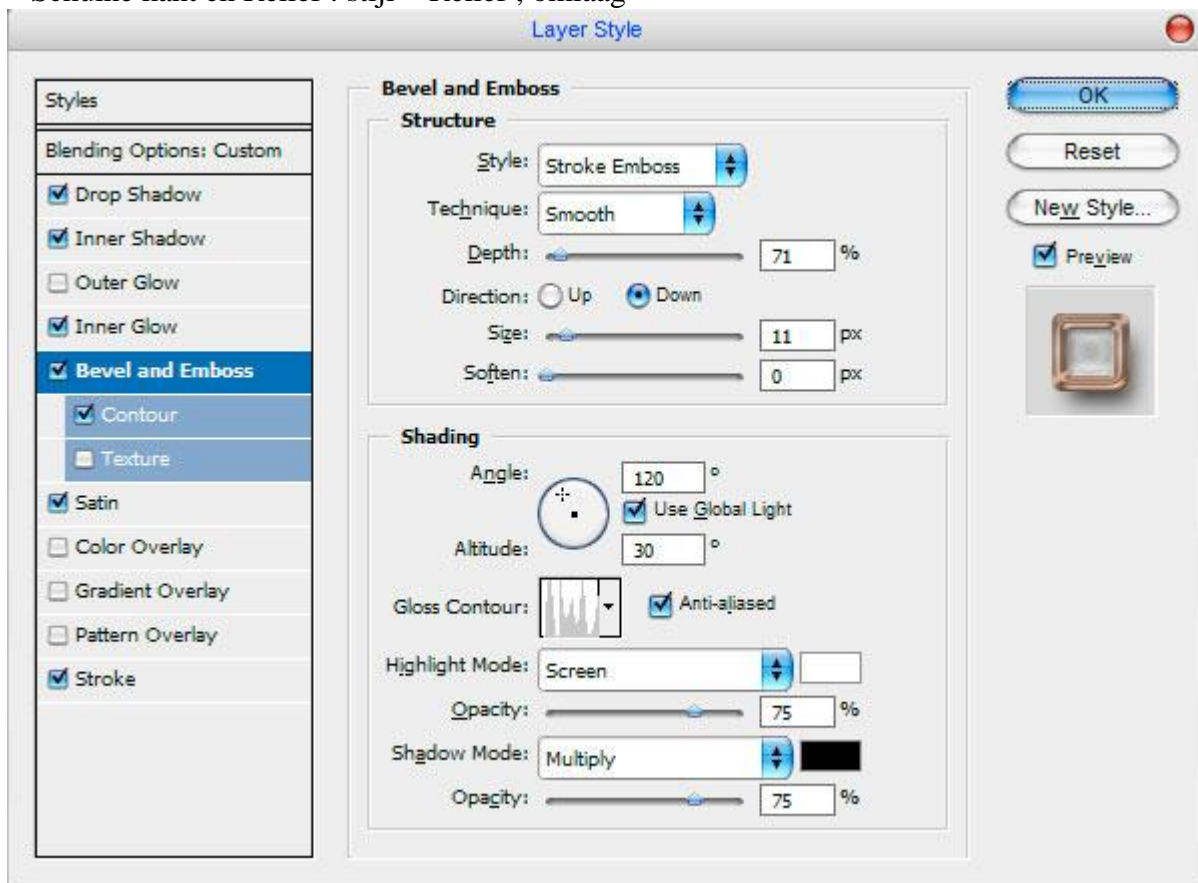 Layer Style
Styles
Blending Options: Custom
Drop Shadow
Inner Shadow
Outer Glow
Inner Glow
Bevel and Emboss
Contour
Texture
Satin
Color Overlay
Gradient Overlay
Pattern Overlay
Stroke
Bevel and Emboss
Structure
Style: Stroke Emboss
Technique: Smooth
Depth: 71 %
Direction: Up Down
Size: 11 px
Soften: 0 px
Shading
Angle: 120 °
Use Global Light
Altitude: 30 °
Gloss Contour: Anti-aliased
Highlight Mode: Screen
Opacity: 75 %
Shadow Mode: Multiply
Opacity: 75 %
OK
Reset
New Style...
Preview